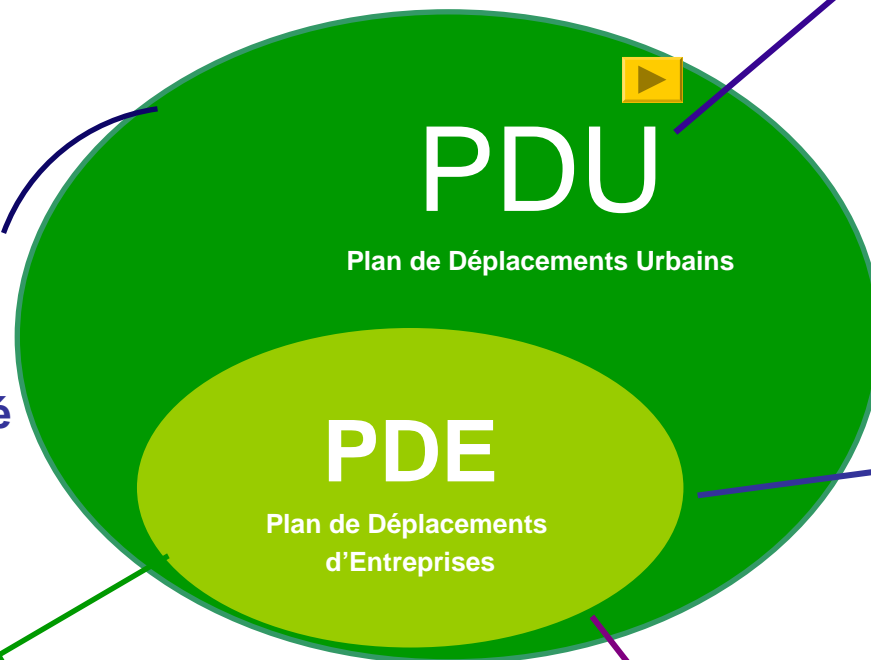 PDU
Plan de Déplacements Urbains
é
PDE
Plan de Déplacements
d’Entreprises